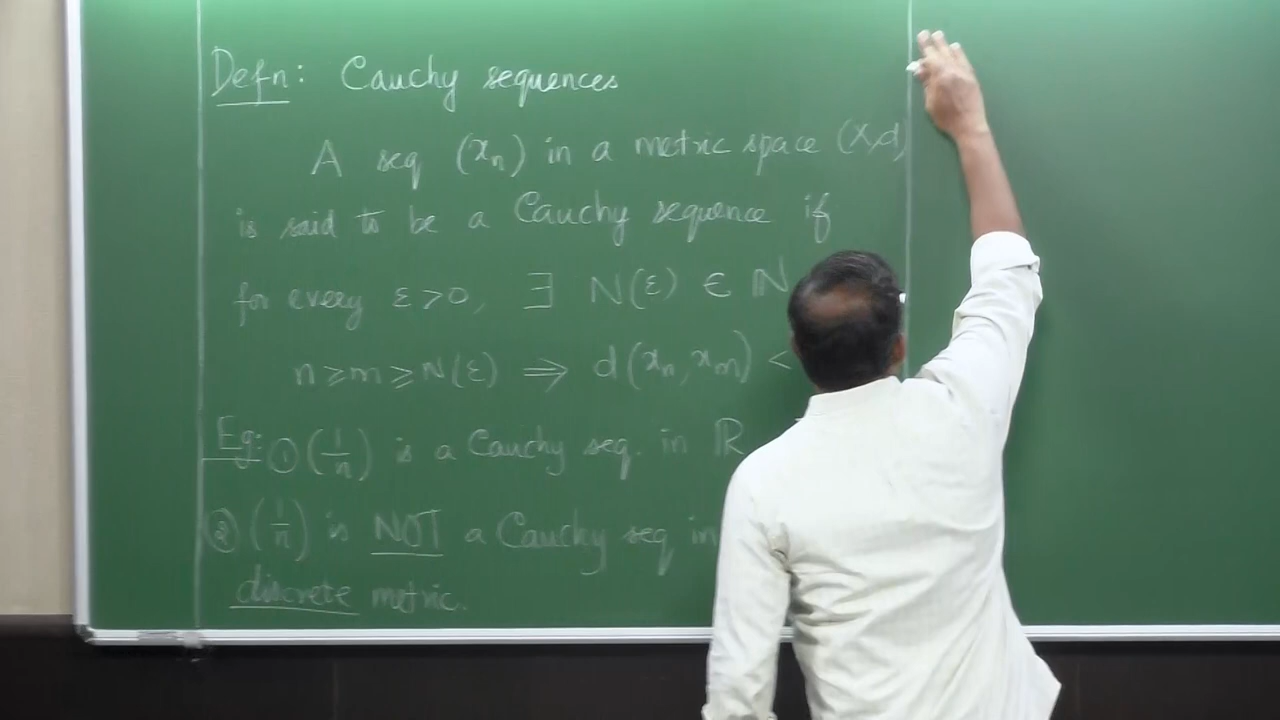 Defn: Cauchy sequences
A seq (xₙ) in a metric space (X,d)
is said to be a Cauchy sequence if
for every ε>0, ∃ N(ε) ∈ ℕ
n ≥ m ≥ N(ε) ⇒ d(xₙ, xₘ) <
Eg: ① (1/n) is a Cauchy seq. in ℝ
② (1/n) is NOT a Cauchy seq in
discrete metric.